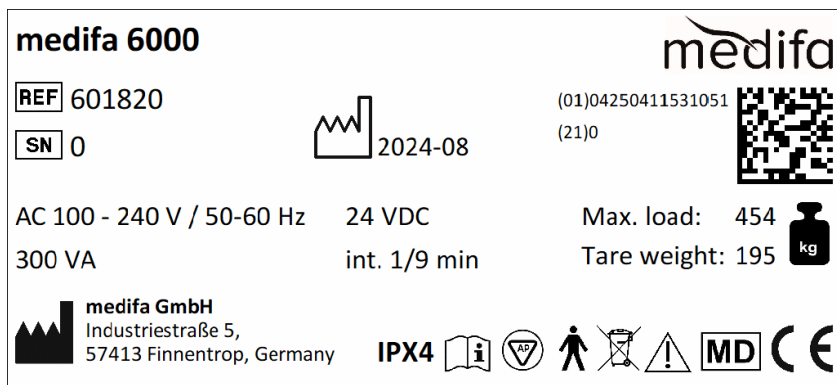 medifa 6000
medifa
REF 601820
(01)04250411531051
SN 0
2024-08
(21)0
AC 100 - 240 V / 50-60 Hz
24 VDC
Max. load: 454
300 VA
int. 1/9 min
Tare weight: 195
kg
medifa GmbH
Industriestraße 5,
57413 Finnentrop, Germany
IPX4
i
AP
MD
CE